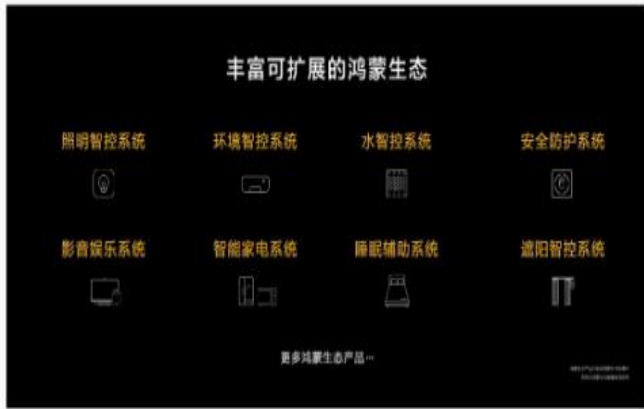 丰富可扩展的鸿蒙生态
照明智控系统 环境智控系统 水智控系统 安全防护系统
影音娱乐系统 智能家电系统 睡眠辅助系统 遮阳智控系统
更多鸿蒙生态产品…